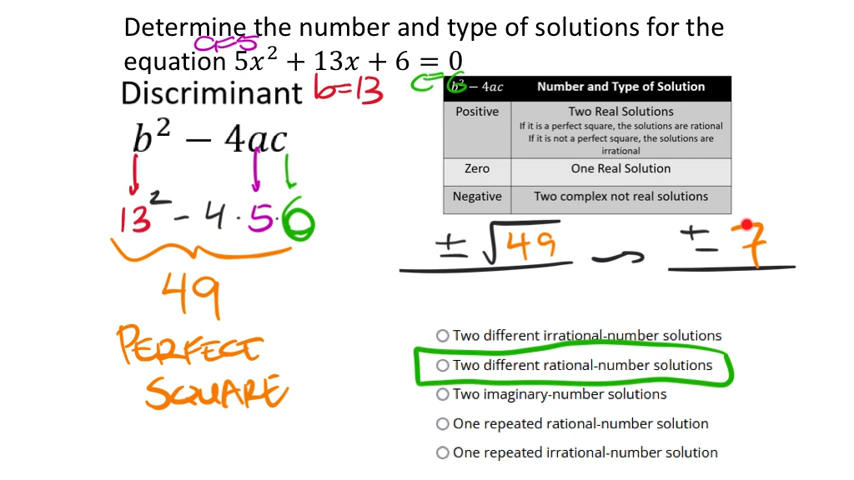 Determine the number and type of solutions for the
a=5
equation 5x² + 13x + 6 = 0
Discriminant b=13 c=6
b² − 4ac
13² - 4 · 5 · 6
49
PERFECT
SQUARE
b² − 4ac Number and Type of Solution
Positive Two Real Solutions
If it is a perfect square, the solutions are rational
If it is not a perfect square, the solutions are
irrational
Zero One Real Solution
Negative Two complex not real solutions
± √49 ~ ± 7
Two different irrational-number solutions
Two different rational-number solutions
Two imaginary-number solutions
One repeated rational-number solution
One repeated irrational-number solution